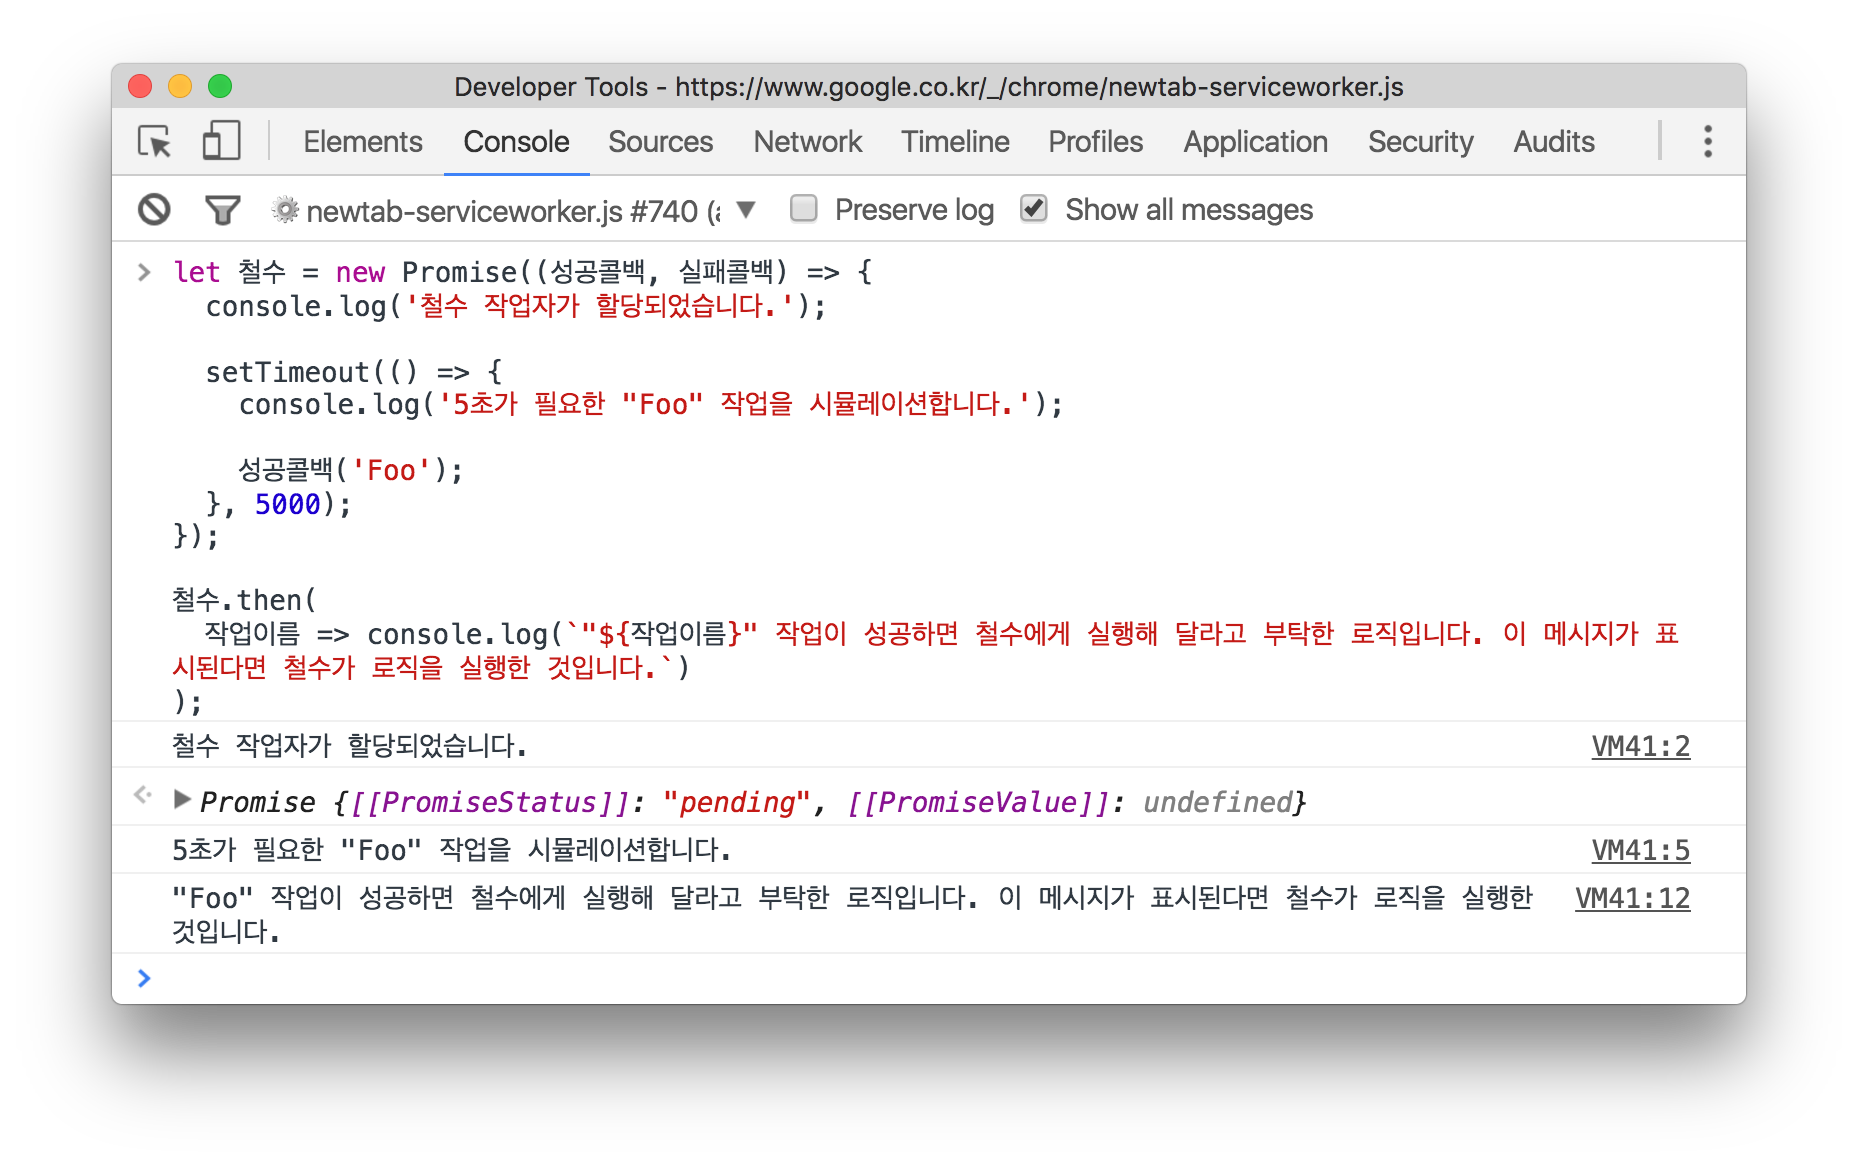 Developer Tools - https://www.google.co.kr/_/chrome/newtab-serviceworker.js
Elements Console Sources Network Timeline Profiles Application Security Audits
newtab-serviceworker.js #740 ( Preserve log Show all messages
let 철수 = new Promise((성공콜백, 실패콜백) => {
console.log('철수 작업자가 할당되었습니다.');
setTimeout(() => {
console.log('5초가 필요한 "Foo" 작업을 시뮬레이션합니다.');
성공콜백('Foo');
}, 5000);
});
철수.then(
작업이름 => console.log(`"${작업이름}" 작업이 성공하면 철수에게 실행해 달라고 부탁한 로직입니다. 이 메시지가 표
시된다면 철수가 로직을 실행한 것입니다.`)
);
철수 작업자가 할당되었습니다. VM41:2
Promise {[[PromiseStatus]]: "pending", [[PromiseValue]]: undefined}
5초가 필요한 "Foo" 작업을 시뮬레이션합니다. VM41:5
"Foo" 작업이 성공하면 철수에게 실행해 달라고 부탁한 로직입니다. 이 메시지가 표시된다면 철수가 로직을 실행한 VM41:12
것입니다.